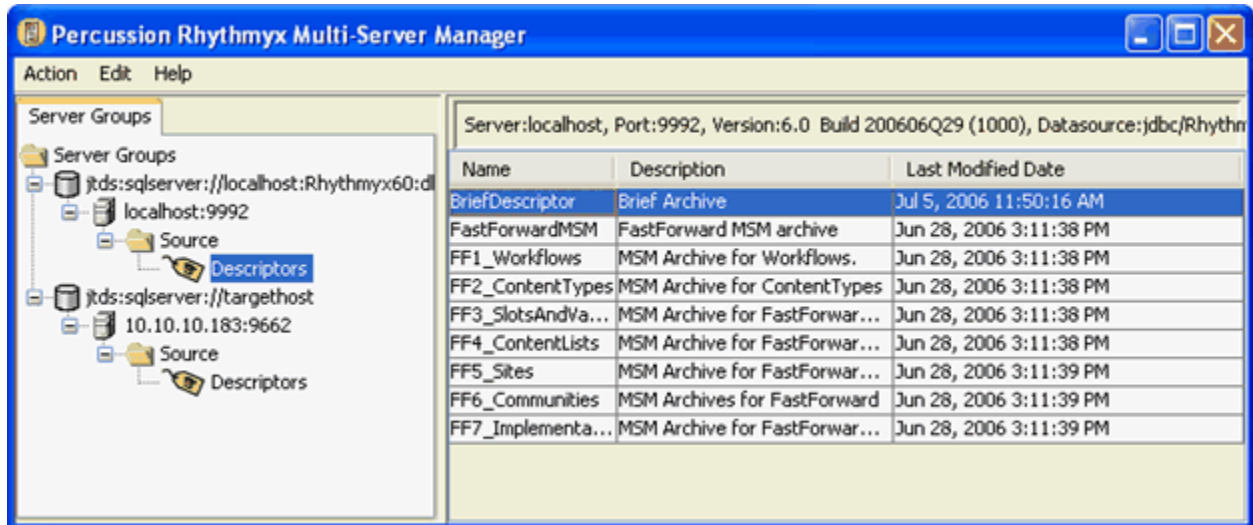 Percussion Rhythmyx Multi-Server Manager
Action Edit Help
Server Groups
Server Groups
jtds:sqlserver://localhost:Rhythmyx60:dl
localhost:9992
Source
Descriptors
jtds:sqlserver://targethost
10.10.10.183:9662
Source
Descriptors
Server:localhost, Port:9992, Version:6.0 Build 200606Q29 (1000), Datasource:jdbc/Rhythm
Name Description Last Modified Date
BriefDescriptor Brief Archive Jul 5, 2006 11:50:16 AM
FastForwardMSM FastForward MSM archive Jun 28, 2006 3:11:38 PM
FF1_Workflows MSM Archive for Workflows. Jun 28, 2006 3:11:38 PM
FF2_ContentTypes MSM Archive for ContentTypes Jun 28, 2006 3:11:38 PM
FF3_SlotsAndVa... MSM Archive for FastForwar... Jun 28, 2006 3:11:38 PM
FF4_ContentLists MSM Archive for FastForwar... Jun 28, 2006 3:11:38 PM
FF5_Sites MSM Archive for FastForwar... Jun 28, 2006 3:11:39 PM
FF6_Communities MSM Archives for FastForward Jun 28, 2006 3:11:39 PM
FF7_Implementa... MSM Archive for FastForwar... Jun 28, 2006 3:11:39 PM